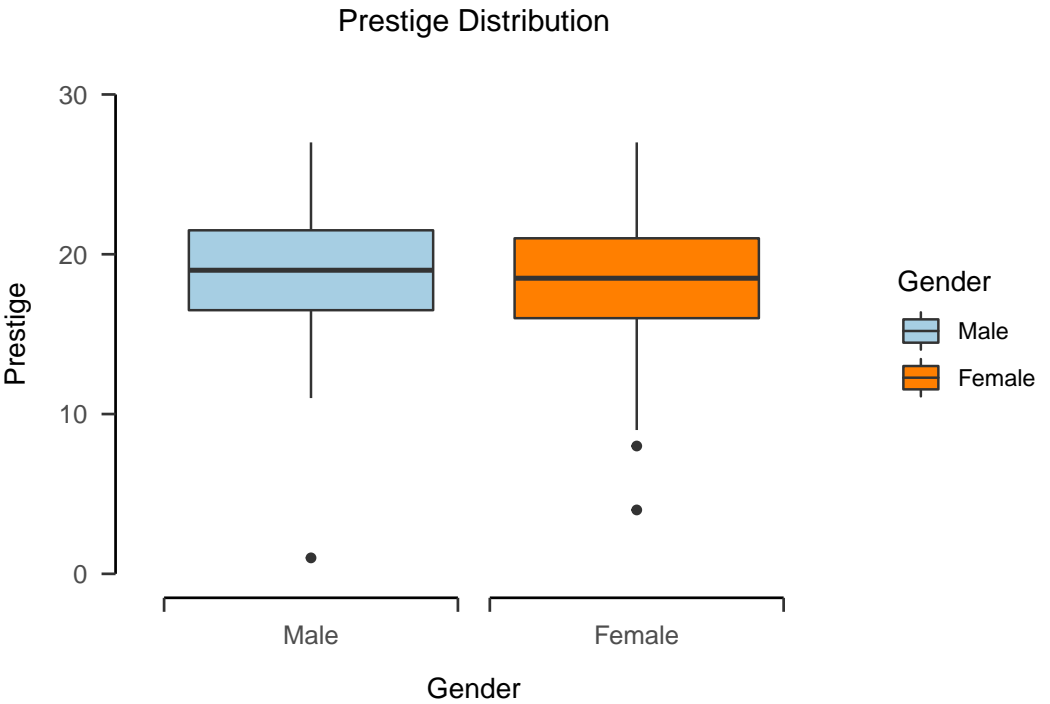 Prestige Distribution
30
20
10
0
Prestige
Male
Female
Gender
Gender
Male
Female